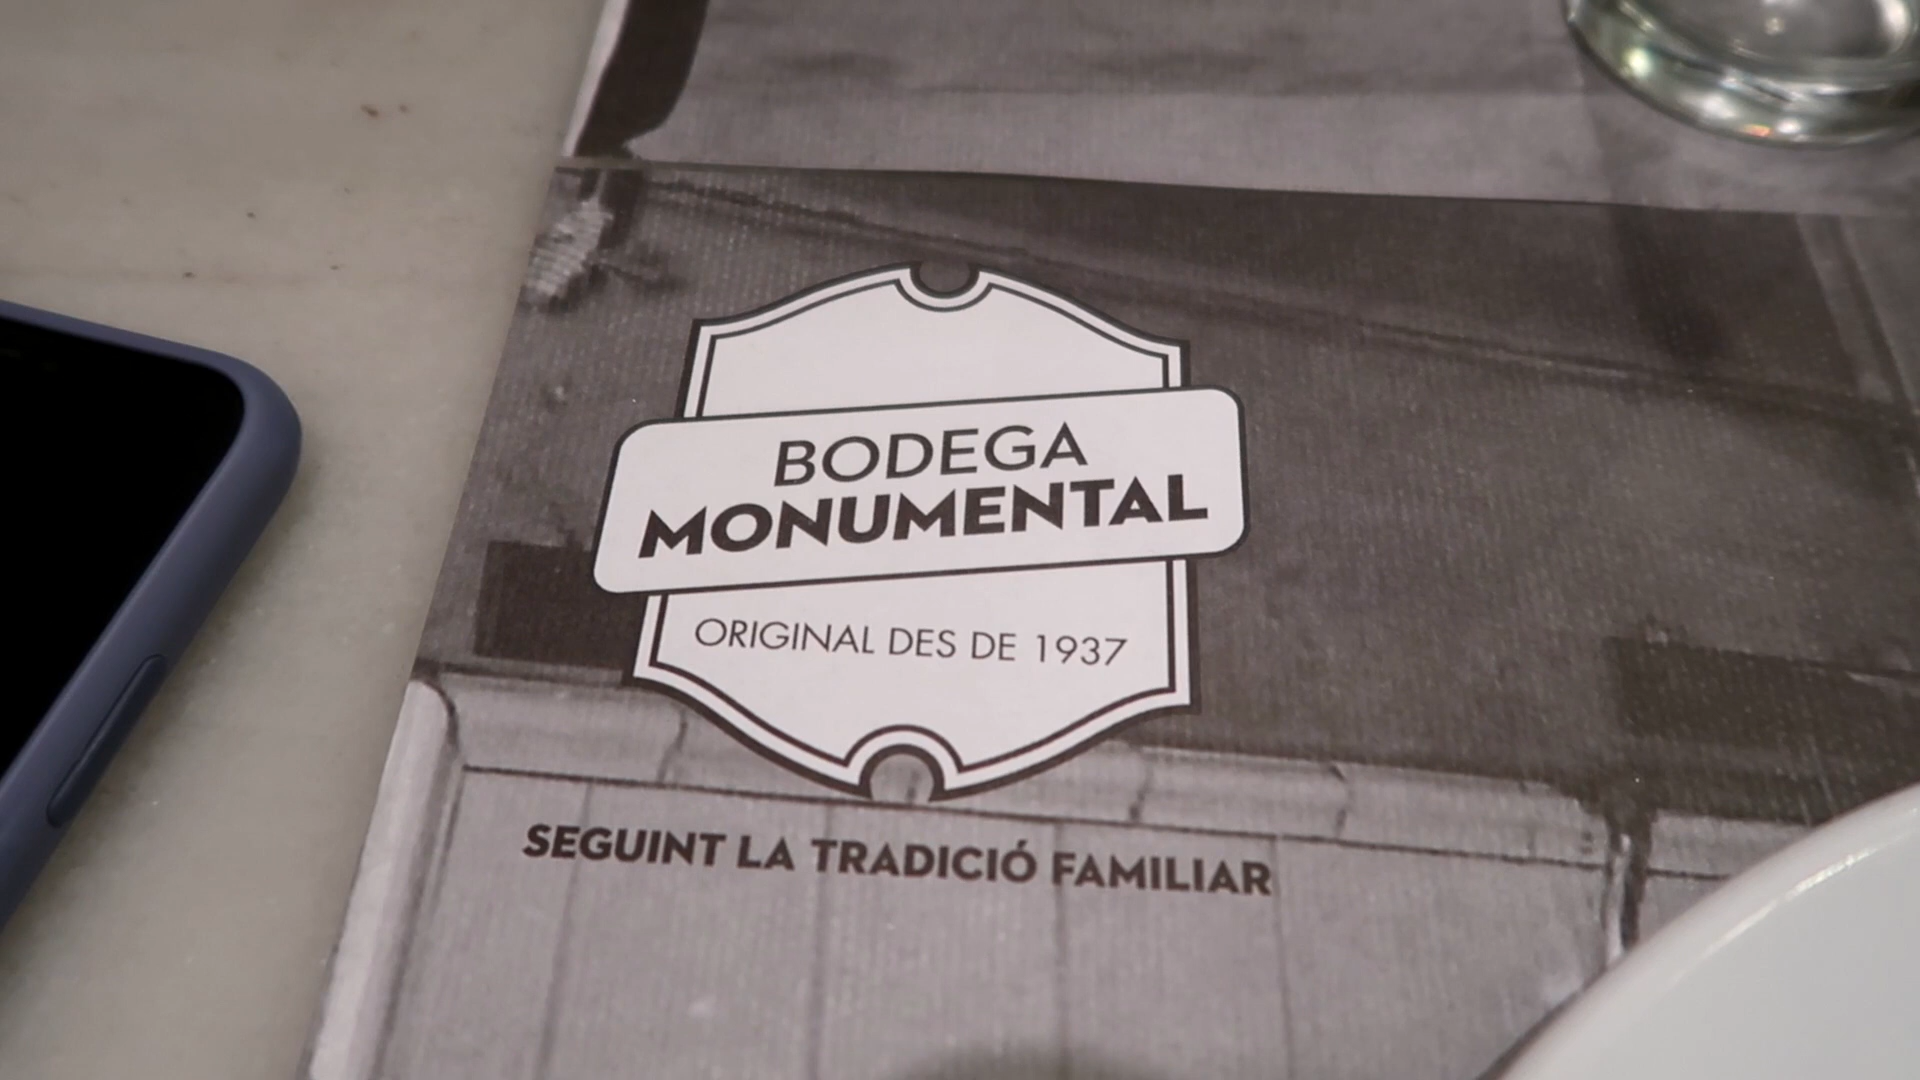 BODEGA
MONUMENTAL
ORIGINAL DES DE 1937
SEGUINT LA TRADICIÓ FAMILIAR